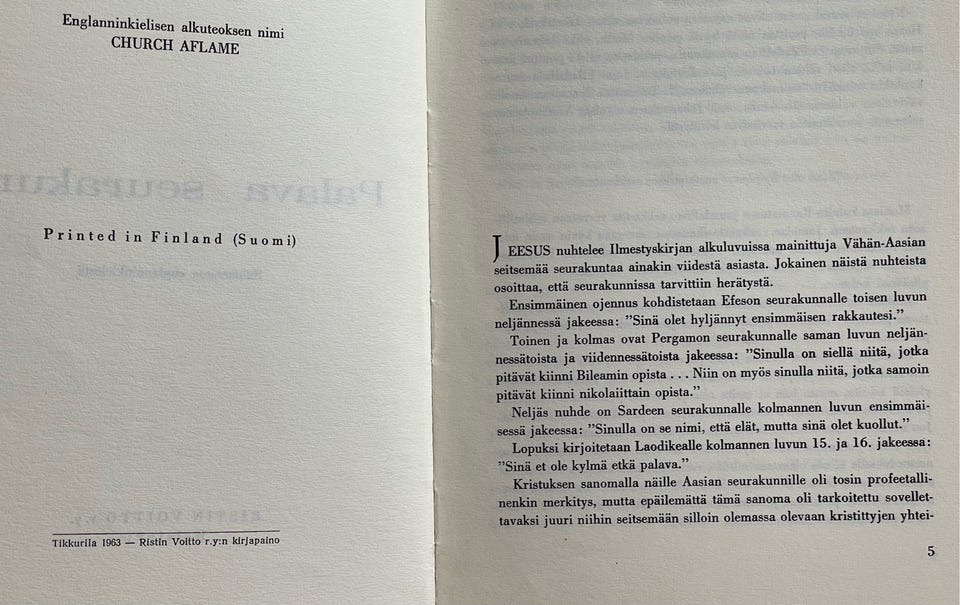 Englanninkielisen alkuteoksen nimi
CHURCH AFLAME
Printed in Finland (Suomi)
Tikkurila 1963 — Ristin Voitto r.y:n kirjapaino
JEESUS nuhtelee Ilmestyskirjan alkuluvuissa mainittuja Vähän-Aasian
seitsemää seurakuntaa ainakin viidestä asiasta. Jokainen näistä nuhteista
osoittaa, että seurakunnissa tarvittiin herätystä.
Ensimmäinen ojennus kohdistetaan Efeson seurakunnalle toisen luvun
neljännessä jakeessa: ”Sinä olet hyljännyt ensimmäisen rakkautesi.”
Toinen ja kolmas ovat Pergamon seurakunnalle saman luvun neljän-
nessätoista ja viidennessätoista jakeessa: ”Sinulla on siellä niitä, jotka
pitävät kiinni Bileamin opista . . . Niin on myös sinulla niitä, jotka samoin
pitävät kiinni nikolaiittain opista.”
Neljäs nuhde on Sardeen seurakunnalle kolmannen luvun ensimmäi-
sessä jakeessa: ”Sinulla on se nimi, että elät, mutta sinä olet kuollut.”
Lopuksi kirjoitetaan Laodikealle kolmannen luvun 15. ja 16. jakeessa:
”Sinä et ole kylmä etkä palava.”
Kristuksen sanomalla näille Aasian seurakunnille oli tosin profeetalli-
nenkin merkitys, mutta epäilemättä tämä sanoma oli tarkoitettu sovellet-
tavaksi juuri niihin seitsemään silloin olemassa olevaan kristittyjen yhtei-
5